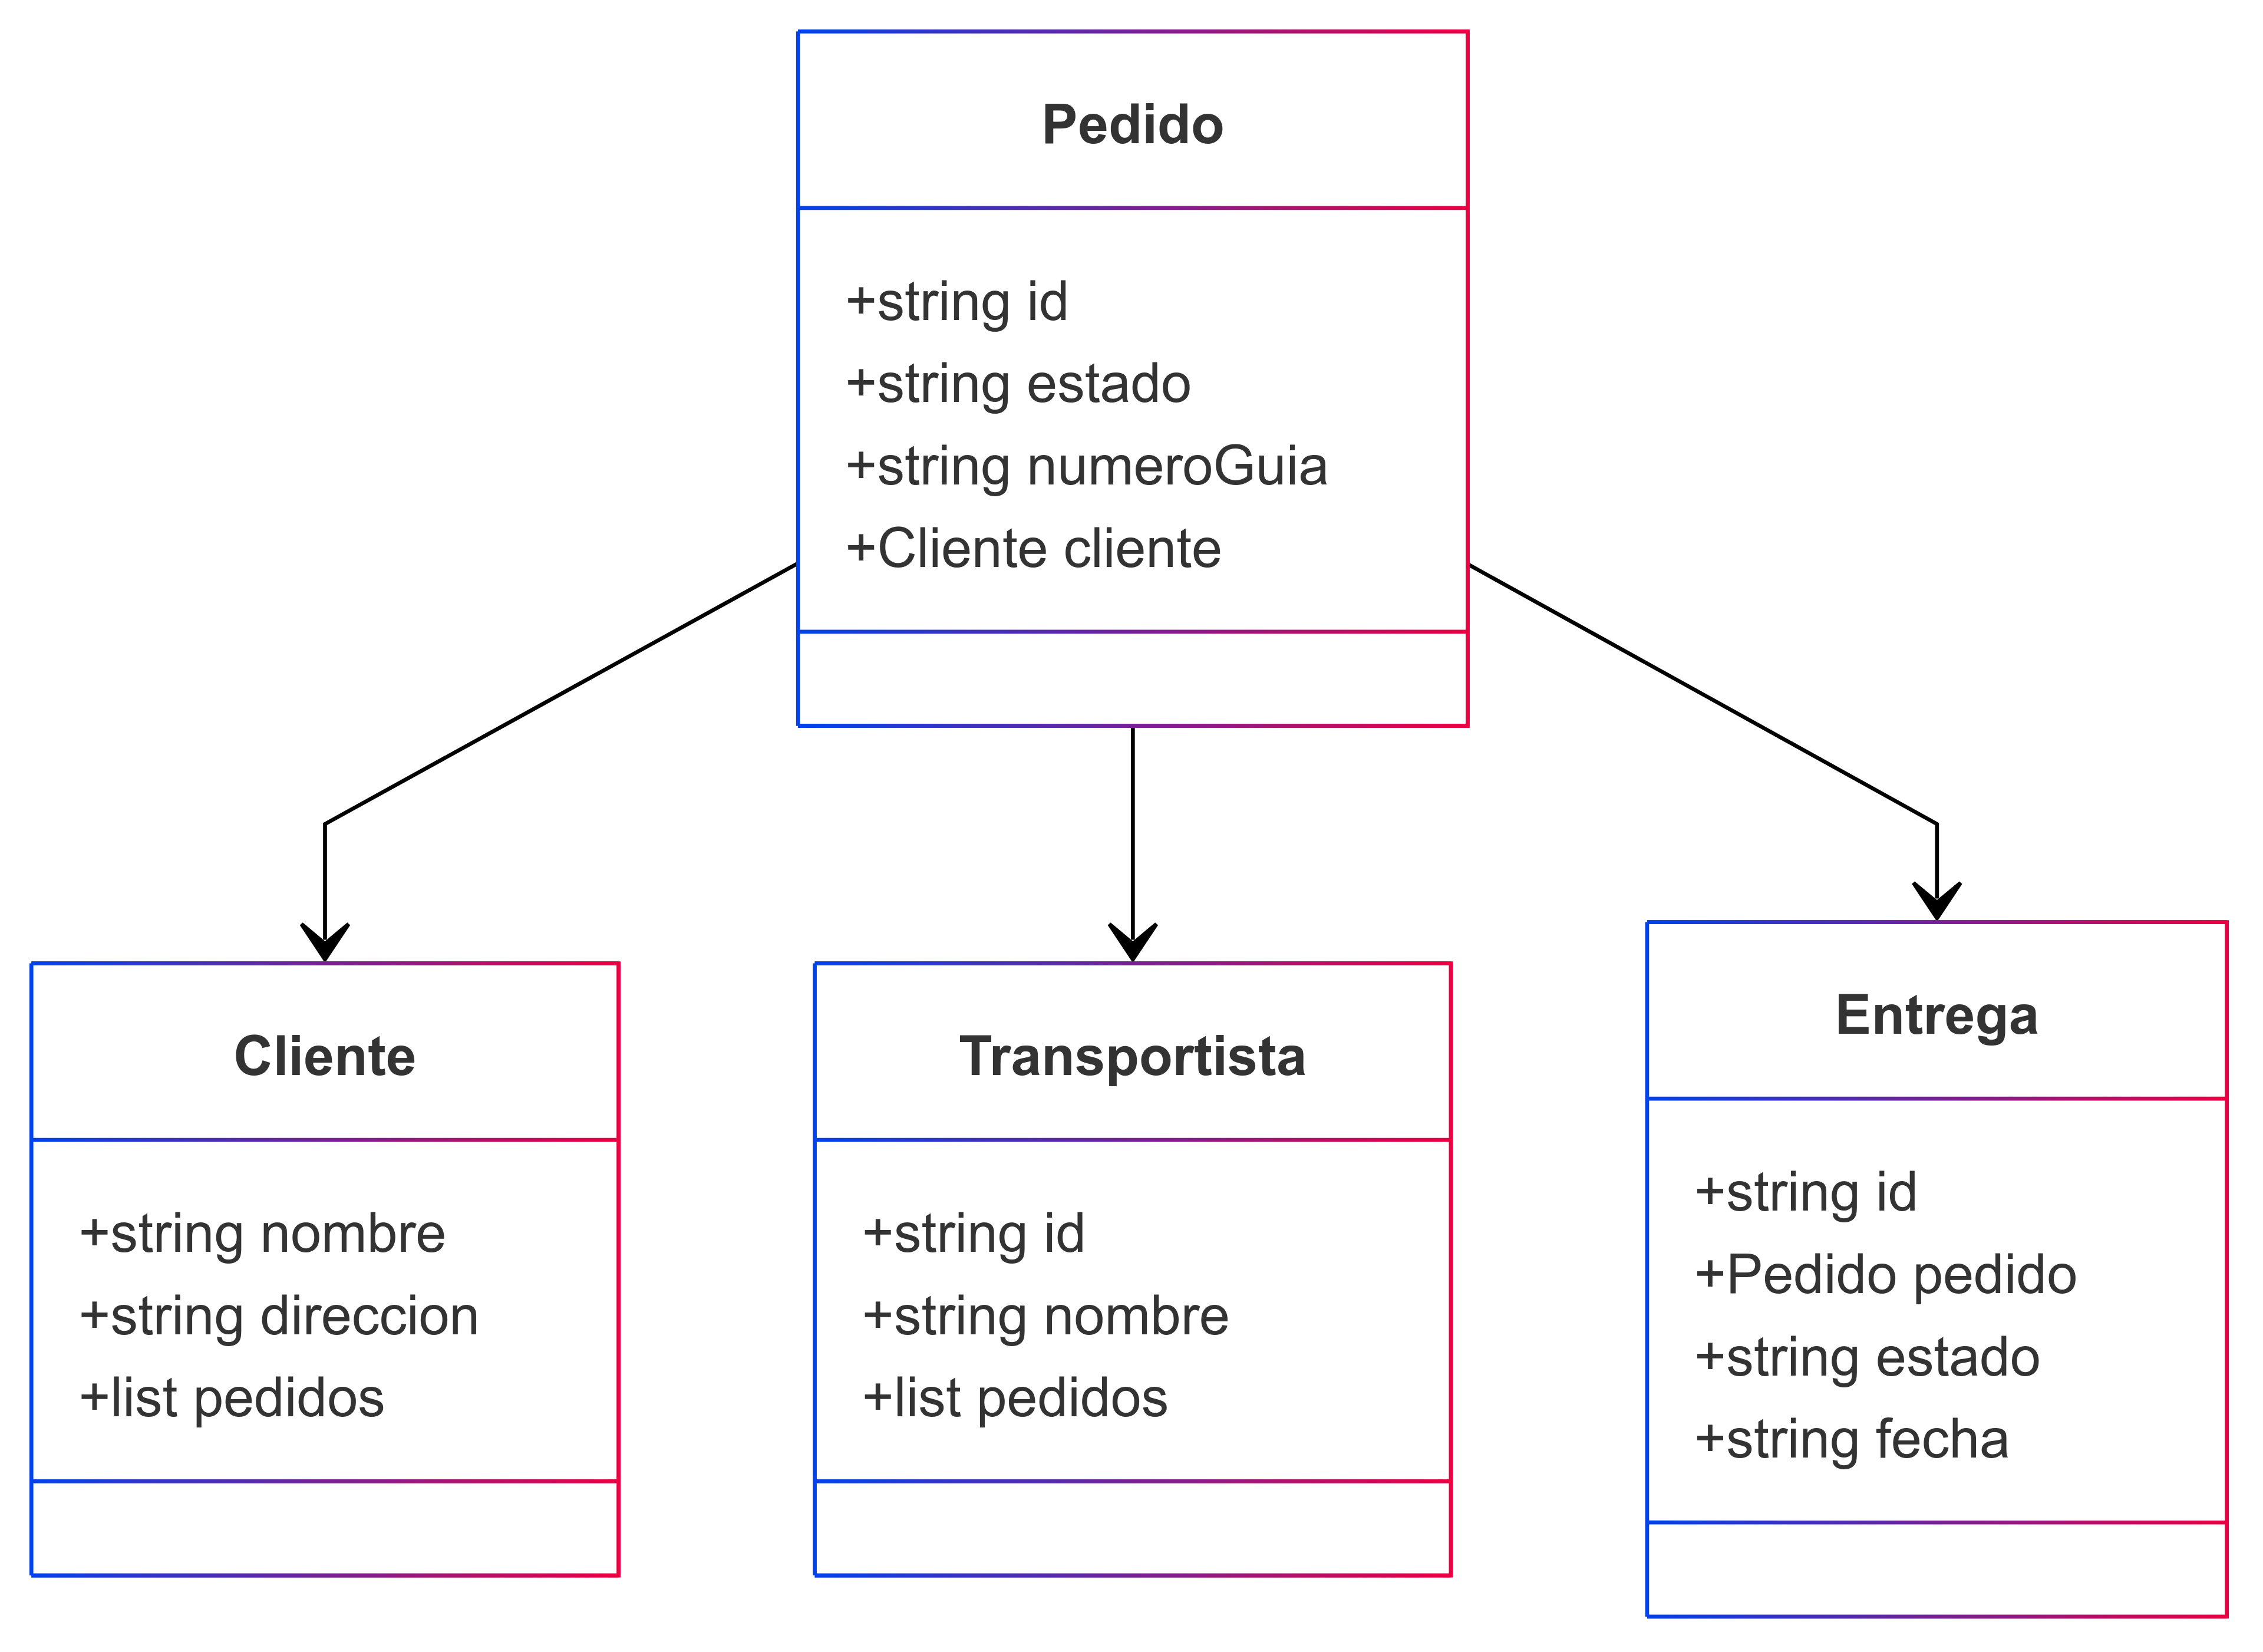 Pedido
+string id
+string estado
+string numeroGuia
+Cliente cliente
Cliente
+string nombre
+string direccion
+list pedidos
Transportista
+string id
+string nombre
+list pedidos
Entrega
+string id
+Pedido pedido
+string estado
+string fecha